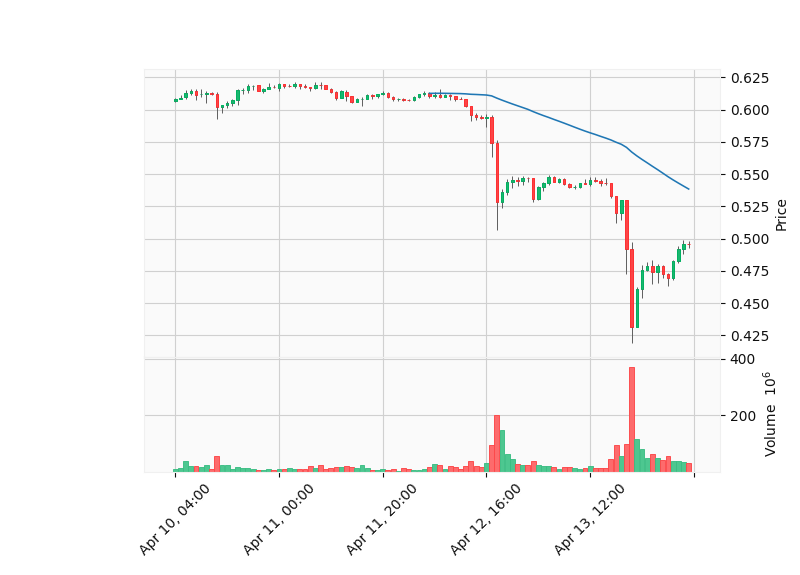 0.625
0.600
0.575
0.550
0.525
0.500
0.475
0.450
0.425
Price
400
200
Volume 10⁶
Apr 10, 04:00
Apr 11, 00:00
Apr 11, 20:00
Apr 12, 16:00
Apr 13, 12:00